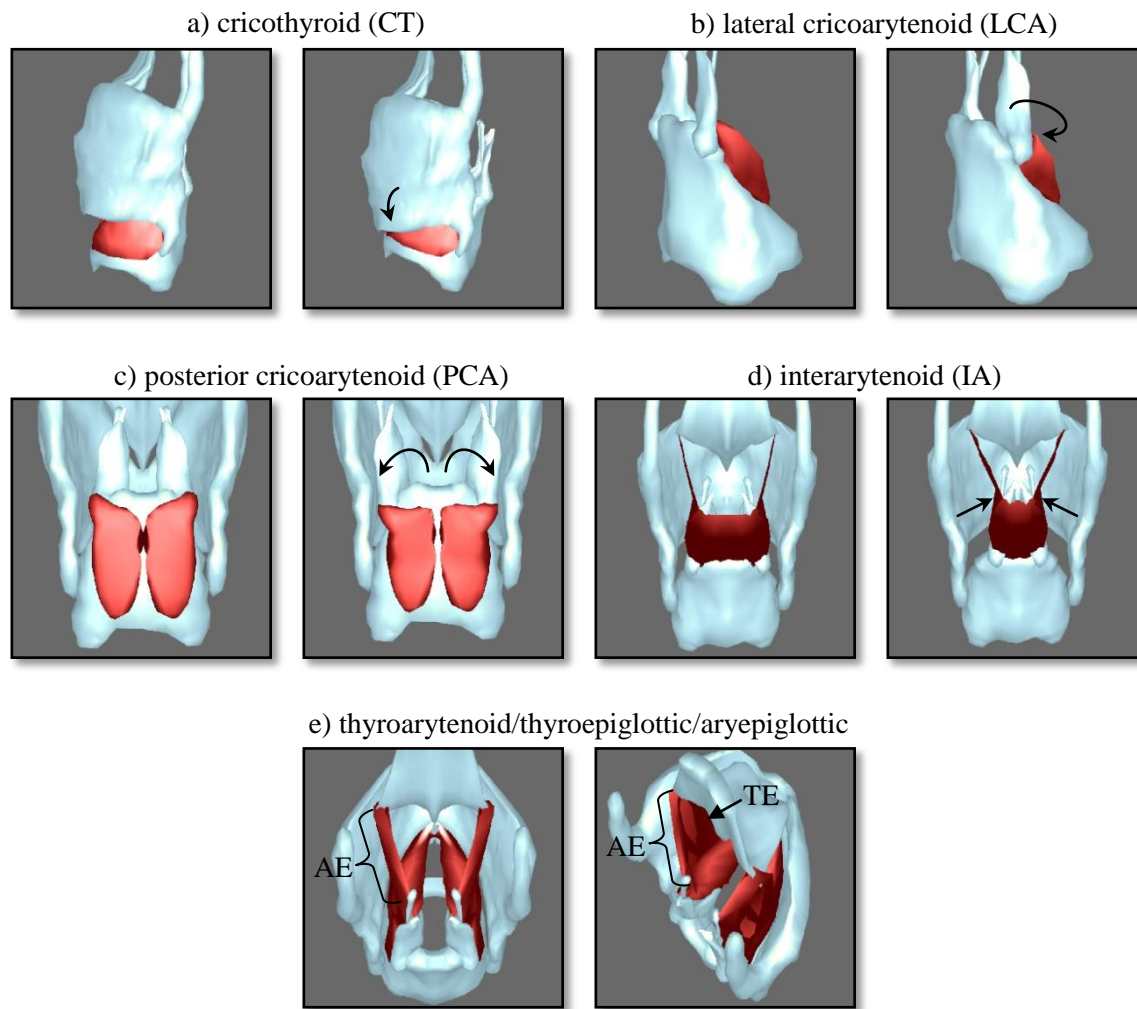 a) cricothyroid (CT)
b) lateral cricoarytenoid (LCA)
c) posterior cricoarytenoid (PCA)
d) interarytenoid (IA)
e) thyroarytenoid/thyroepiglottic/aryepiglottic
AE
AE
TE